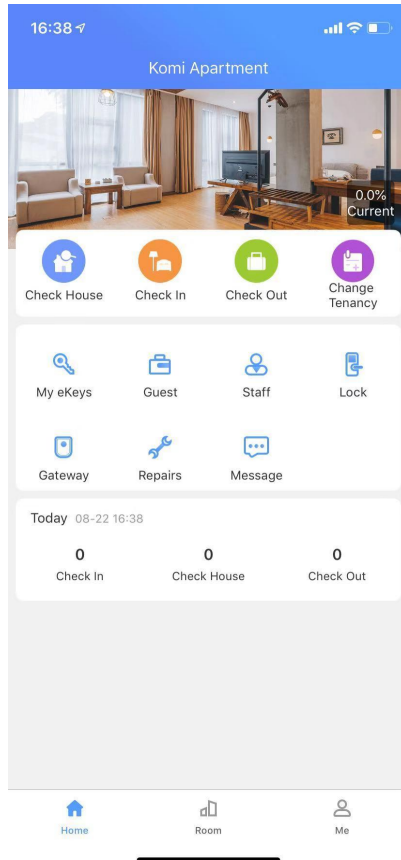 16:38
Komi Apartment
0.0%
Current
Check House
Check In
Check Out
Change
Tenancy
My eKeys
Guest
Staff
Lock
Gateway
Repairs
Message
Today 08-22 16:38
0
0
0
Check In
Check House
Check Out
Home
Room
Me